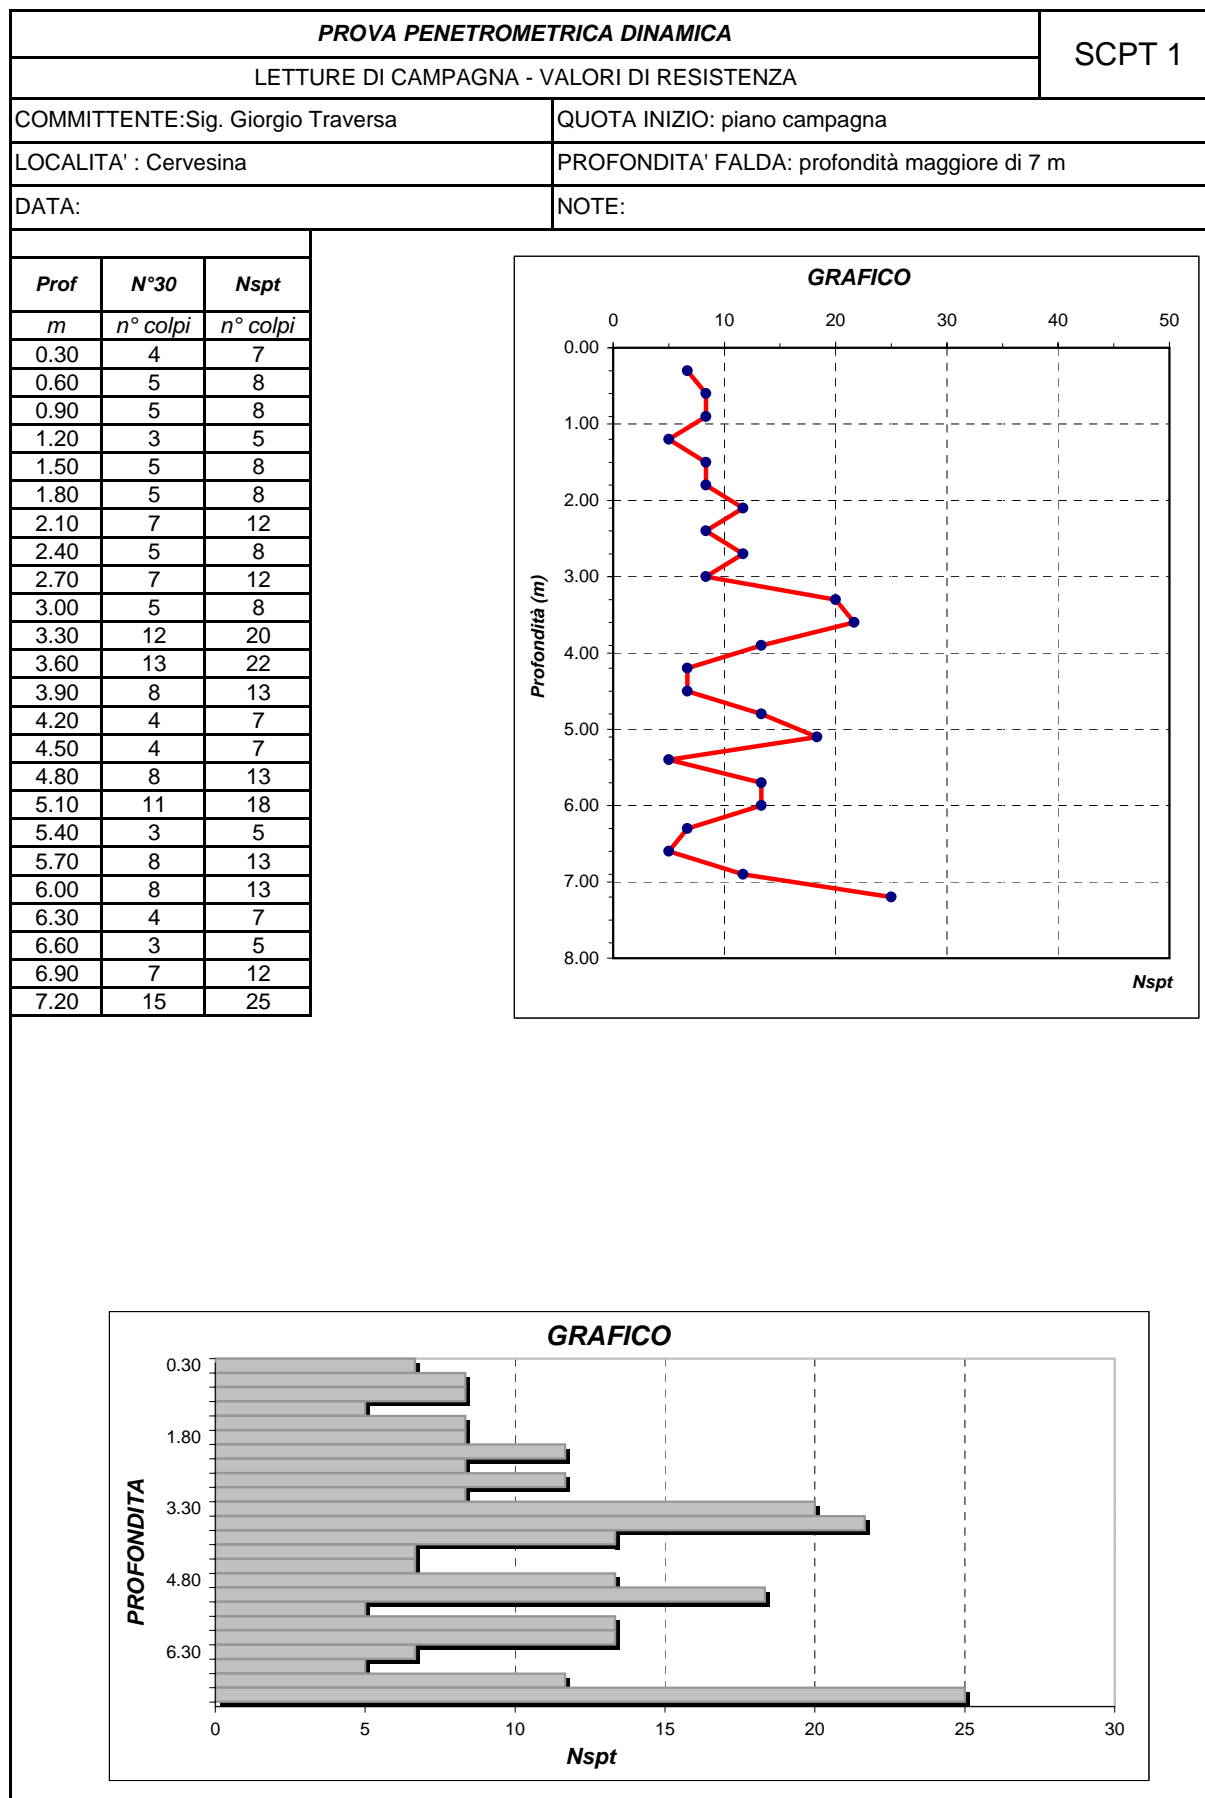 PROVA PENETROMETRICA DINAMICA
SCPT 1
LETTURE DI CAMPAGNA - VALORI DI RESISTENZA
COMMITTENTE:Sig. Giorgio Traversa
QUOTA INIZIO: piano campagna
LOCALITA' : Cervesina
PROFONDITA' FALDA: profondità maggiore di 7 m
DATA:
NOTE:
Prof N°30 Nspt
m n° colpi n° colpi
0.30 4 7
0.60 5 8
0.90 5 8
1.20 3 5
1.50 5 8
1.80 5 8
2.10 7 12
2.40 5 8
2.70 7 12
3.00 5 8
3.30 12 20
3.60 13 22
3.90 8 13
4.20 4 7
4.50 4 7
4.80 8 13
5.10 11 18
5.40 3 5
5.70 8 13
6.00 8 13
6.30 4 7
6.60 3 5
6.90 7 12
7.20 15 25
GRAFICO
0 10 20 30 40 50
0.00
1.00
2.00
3.00
4.00
5.00
6.00
7.00
8.00
Profondità (m)
Nspt
GRAFICO
0.30
1.80
3.30
4.80
6.30
PROFONDITA
0 5 10 15 20 25 30
Nspt